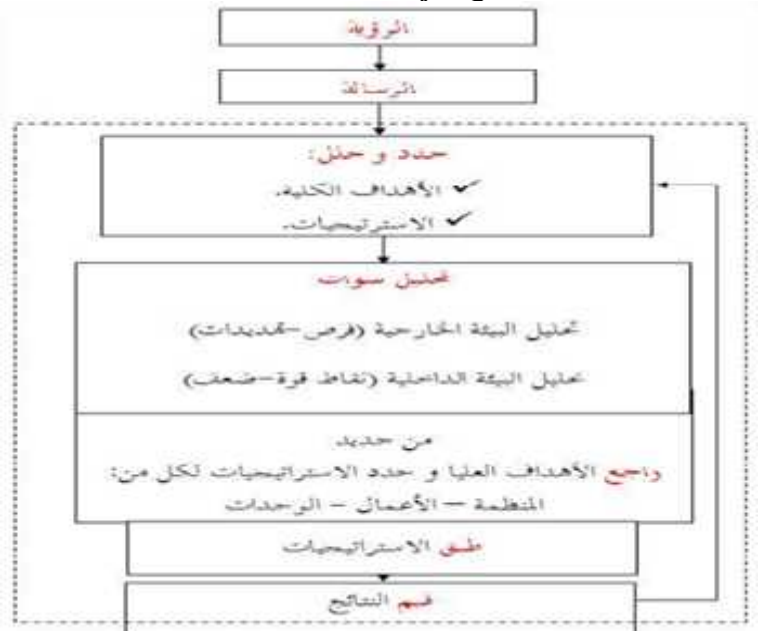 الرؤية
الرسالة
حدد و حلل:
✓ الأهداف الكلية.
✓ الاستراتيجيات.
تحليل سوات
تحليل البيئة الخارجية (فرص-تهديدات)
تحليل البيئة الداخلية (نقاط قوة-ضعف)
من جديد
راجع الأهداف العليا و حدد الاستراتيجيات لكل من:
المنظمة – الأعمال – الوحدات
طبق الاستراتيجيات
قيم النتائج